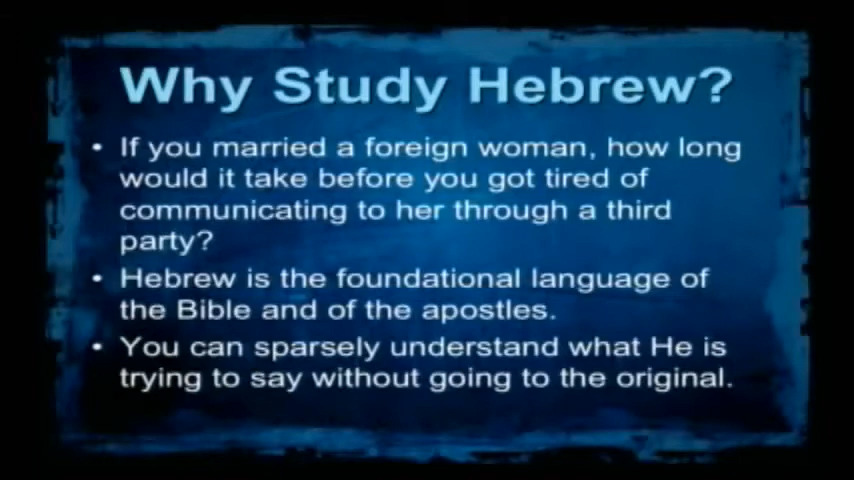 Why Study Hebrew?
• If you married a foreign woman, how long
would it take before you got tired of
communicating to her through a third
party?
• Hebrew is the foundational language of
the Bible and of the apostles.
• You can sparsely understand what He is
trying to say without going to the original.